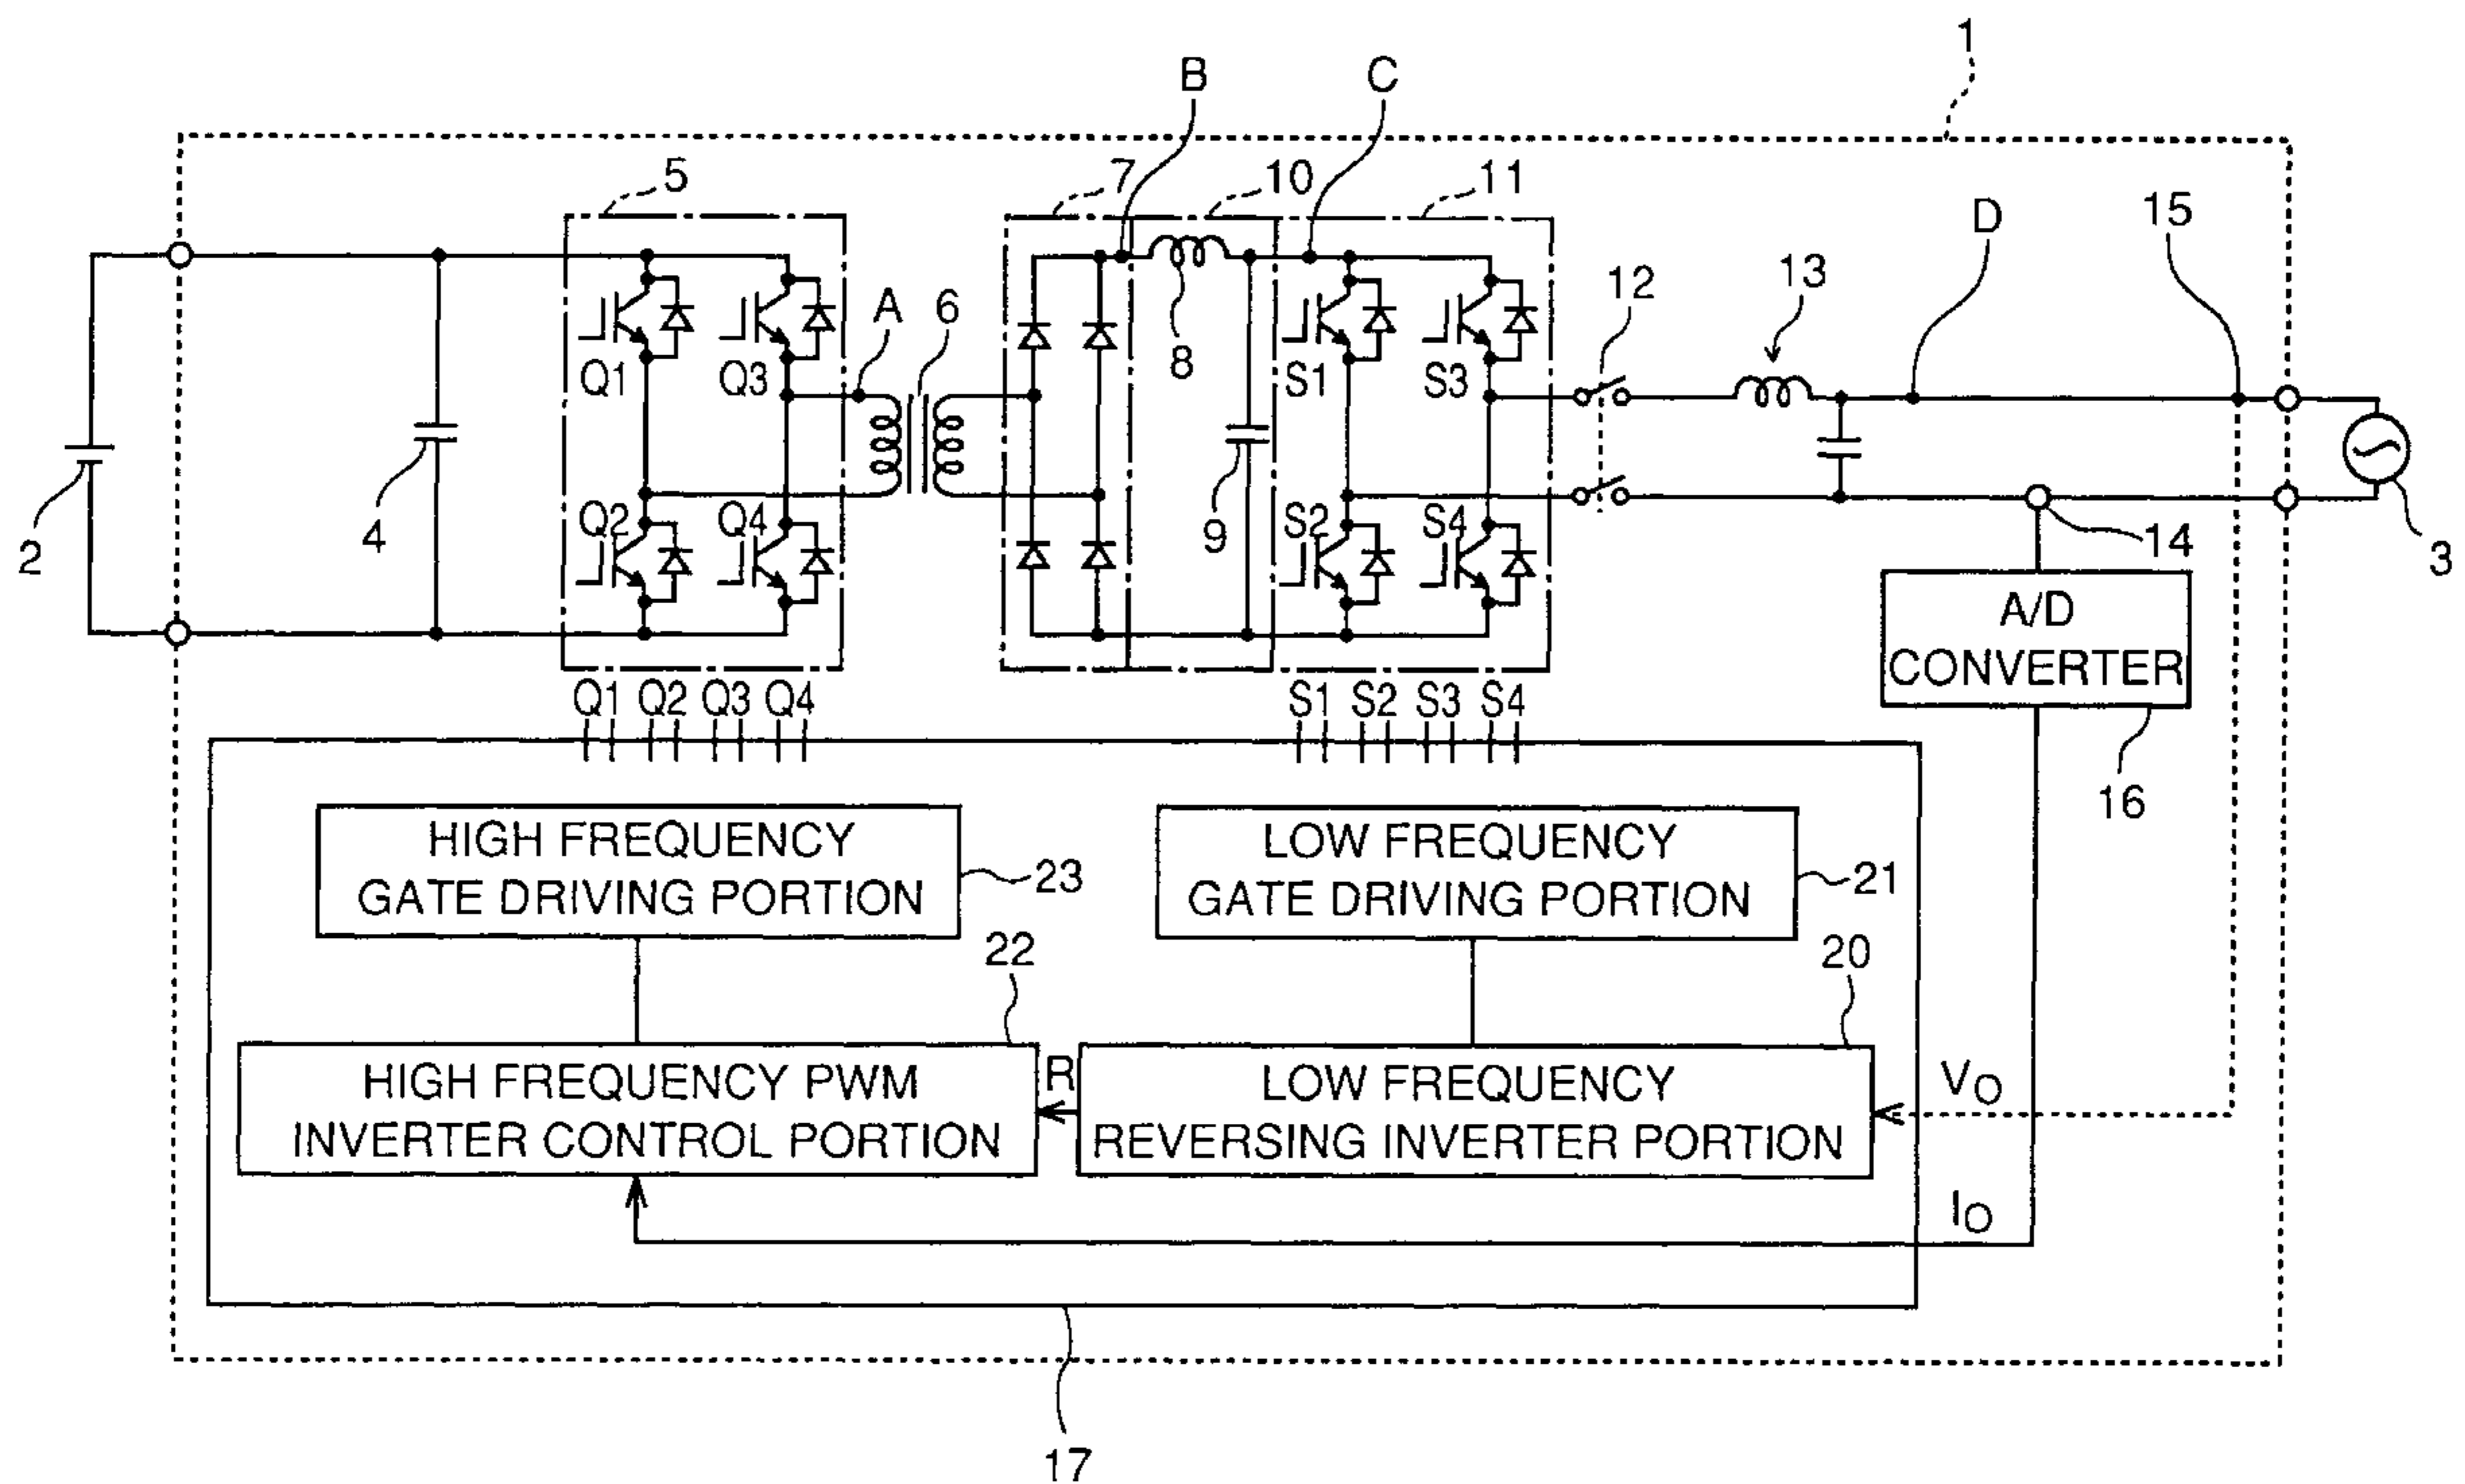 1
B
C
5
7
10
11
D
15
A
6
12
13
8
Q1
Q3
S1
S3
2
4
Q2
Q4
9
S2
S4
14
3
A/D
CONVERTER
Q1 Q2 Q3 Q4
S1 S2 S3 S4
16
HIGH FREQUENCY
GATE DRIVING PORTION
23
LOW FREQUENCY
GATE DRIVING PORTION
21
22
20
HIGH FREQUENCY PWM
INVERTER CONTROL PORTION
R
LOW FREQUENCY
REVERSING INVERTER PORTION
VO
IO
17